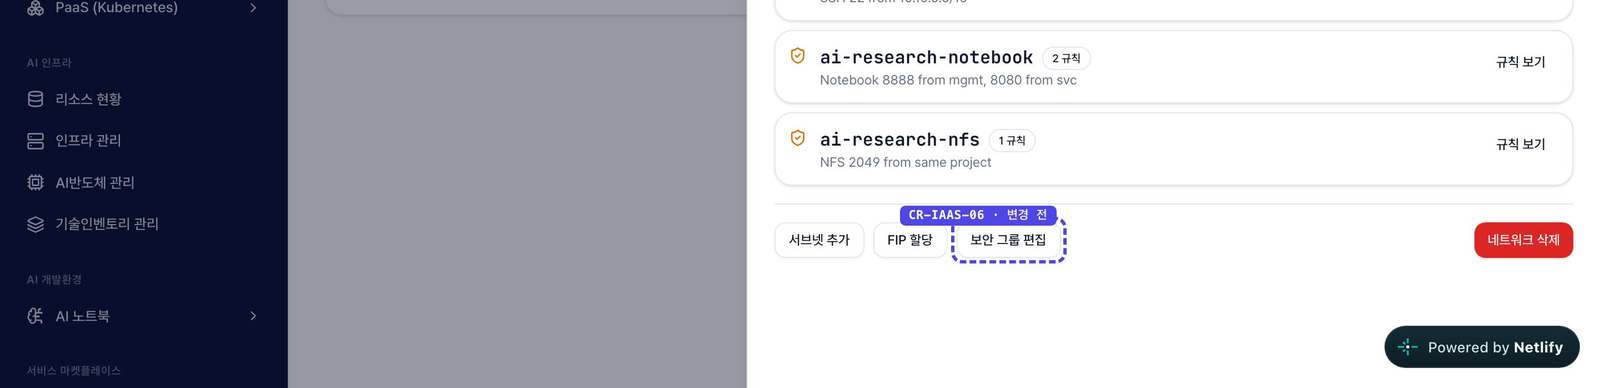 PaaS (Kubernetes)
AI 인프라
리소스 현황
인프라 관리
AI반도체 관리
기술인벤토리 관리
AI 개발환경
AI 노트북
서비스 마켓플레이스
ai-research-notebook
2 규칙
규칙 보기
Notebook 8888 from mgmt, 8080 from svc
ai-research-nfs
1 규칙
규칙 보기
NFS 2049 from same project
CR-IAAS-06 · 변경 전
서브넷 추가
FIP 할당
보안 그룹 편집
네트워크 삭제
Powered by Netlify